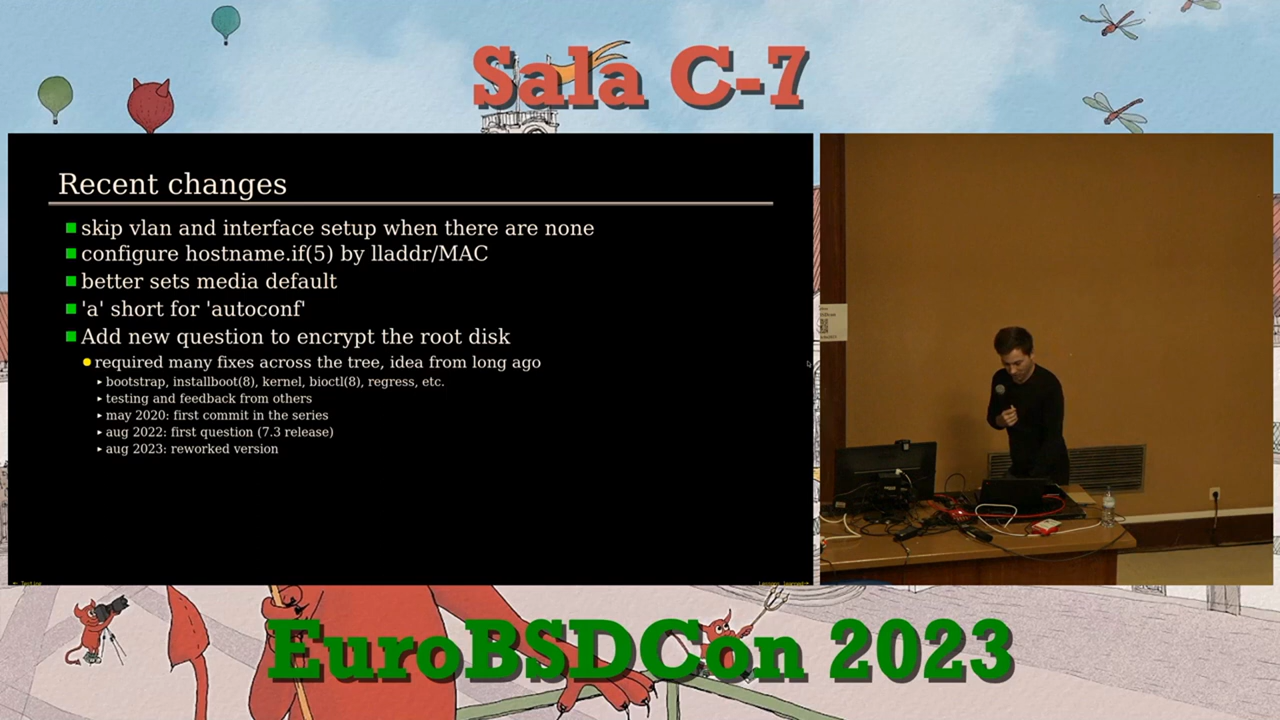 Sala C-7
Recent changes
skip vlan and interface setup when there are none
configure hostname.if(5) by lladdr/MAC
better sets media default
'a' short for 'autoconf'
Add new question to encrypt the root disk
required many fixes across the tree, idea from long ago
bootstrap, installboot(8), kernel, bioctl(8), regress, etc.
testing and feedback from others
may 2020: first commit in the series
aug 2022: first question (7.3 release)
aug 2023: reworked version
← Testing
Lessons learned→
EuroBSDCon 2023